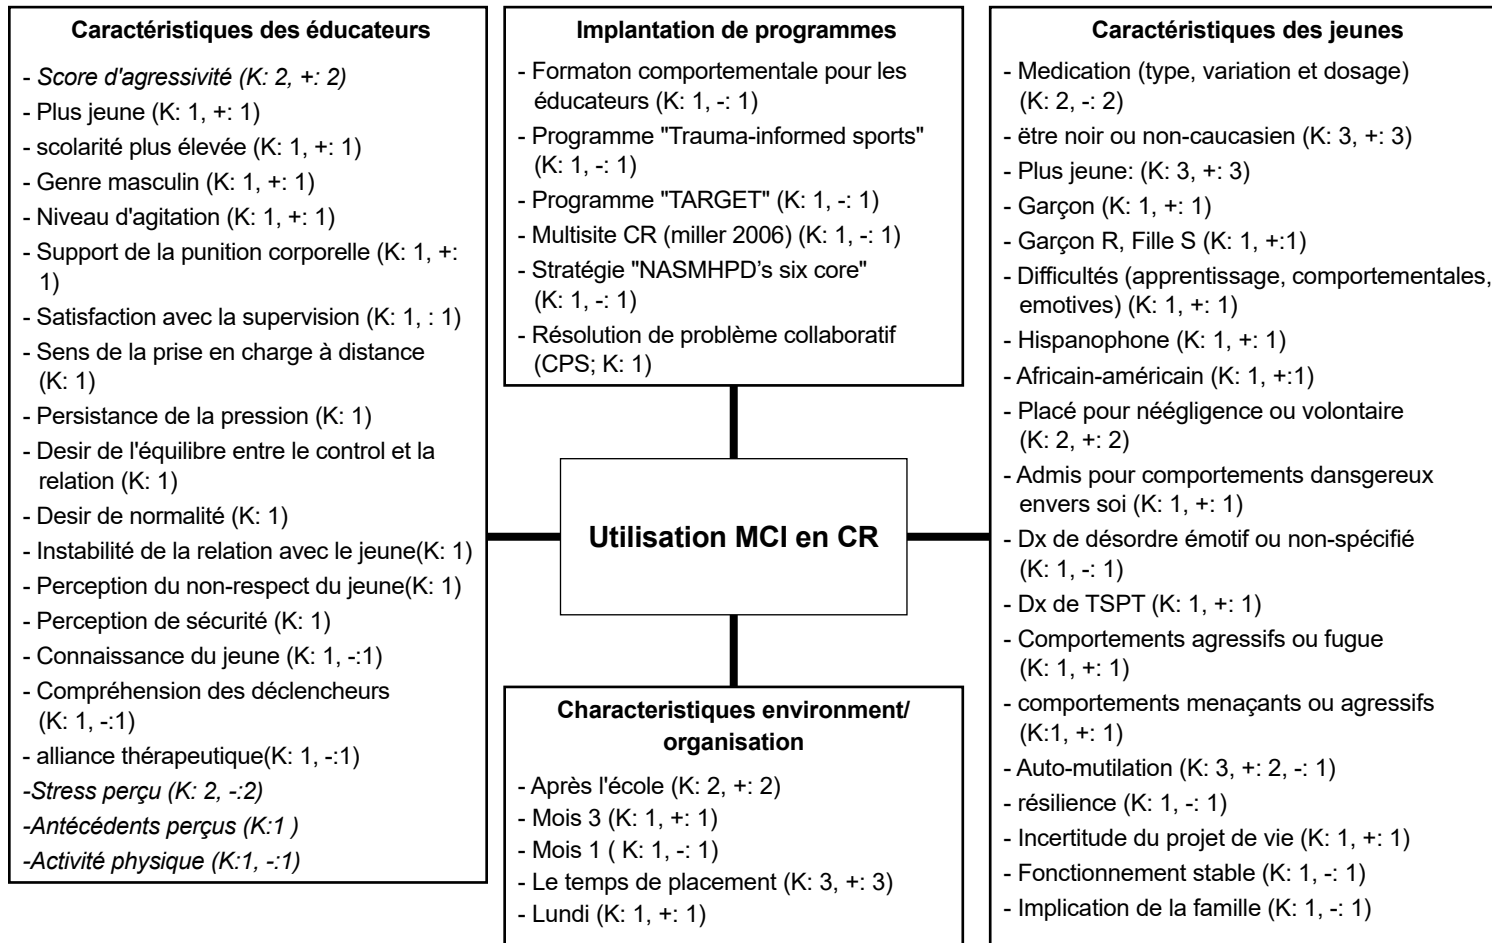 Caractéristiques des éducateurs
- Score d'agressivité (K: 2, +: 2)
- Plus jeune (K: 1, +: 1)
- scolarité plus élevée (K: 1, +: 1)
- Genre masculin (K: 1, +: 1)
- Niveau d'agitation (K: 1, +: 1)
- Support de la punition corporelle (K: 1, +:
1)
- Satisfaction avec la supervision (K: 1, : 1)
- Sens de la prise en charge à distance
(K: 1)
- Persistance de la pression (K: 1)
- Desir de l'équilibre entre le control et la
relation (K: 1)
- Desir de normalité (K: 1)
- Instabilité de la relation avec le jeune(K: 1)
- Perception du non-respect du jeune(K: 1)
- Perception de sécurité (K: 1)
- Connaissance du jeune (K: 1, -:1)
- Compréhension des déclencheurs
(K: 1, -:1)
- alliance thérapeutique(K: 1, -:1)
-Stress perçu (K: 2, -:2)
-Antécédents perçus (K:1 )
-Activité physique (K:1, -:1)
Implantation de programmes
- Formaton comportementale pour les
éducateurs (K: 1, -: 1)
- Programme "Trauma-informed sports"
(K: 1, -: 1)
- Programme "TARGET" (K: 1, -: 1)
- Multisite CR (miller 2006) (K: 1, -: 1)
- Stratégie "NASMHPD's six core"
(K: 1, -: 1)
- Résolution de problème collaboratif
(CPS; K: 1)
Utilisation MCI en CR
Characteristiques environment/
organisation
- Après l'école (K: 2, +: 2)
- Mois 3 (K: 1, +: 1)
- Mois 1 ( K: 1, -: 1)
- Le temps de placement (K: 3, +: 3)
- Lundi (K: 1, +: 1)
Caractéristiques des jeunes
- Medication (type, variation et dosage)
(K: 2, -: 2)
- ëtre noir ou non-caucasien (K: 3, +: 3)
- Plus jeune: (K: 3, +: 3)
- Garçon (K: 1, +: 1)
- Garçon R, Fille S (K: 1, +:1)
- Difficultés (apprentissage, comportementales,
emotives) (K: 1, +: 1)
- Hispanophone (K: 1, +: 1)
- Africain-américain (K: 1, +:1)
- Placé pour néégligence ou volontaire
(K: 2, +: 2)
- Admis pour comportements dansgereux
envers soi (K: 1, +: 1)
- Dx de désordre émotif ou non-spécifié
(K: 1, -: 1)
- Dx de TSPT (K: 1, +: 1)
- Comportements agressifs ou fugue
(K: 1, +: 1)
- comportements menaçants ou agressifs
(K:1, +: 1)
- Auto-mutilation (K: 3, +: 2, -: 1)
- résilience (K: 1, -: 1)
- Incertitude du projet de vie (K: 1, +: 1)
- Fonctionnement stable (K: 1, -: 1)
- Implication de la famille (K: 1, -: 1)